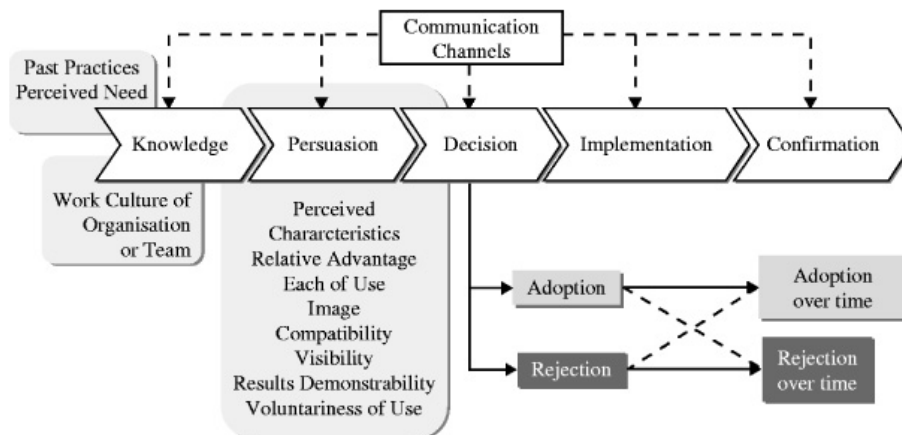 Communication
Channels
Past Practices
Perceived Need
Knowledge
Persuasion
Decision
Implementation
Confirmation
Work Culture of
Organisation
or Team
Perceived
Chararcteristics
Relative Advantage
Each of Use
Image
Compatibility
Visibility
Results Demonstrability
Voluntariness of Use
Adoption
Adoption
over time
Rejection
Rejection
over time